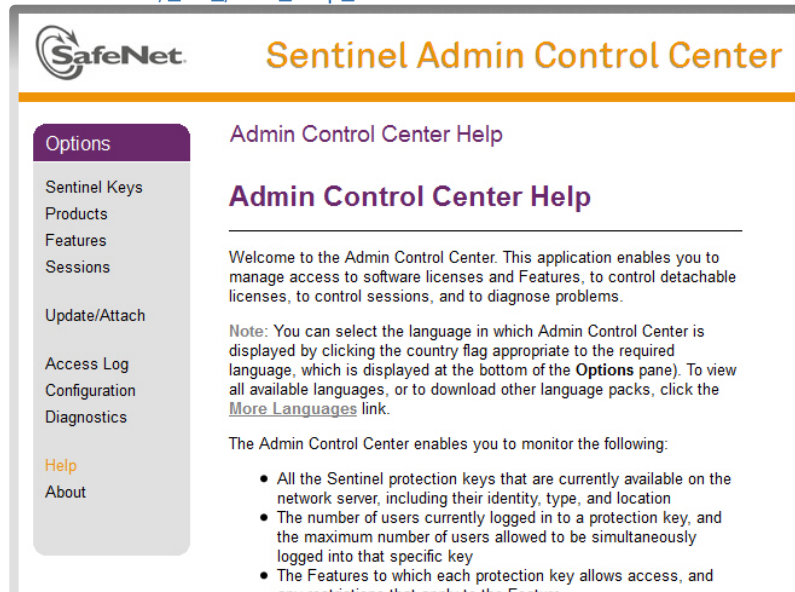 SafeNet.
Sentinel Admin Control Center
Options
Sentinel Keys
Products
Features
Sessions
Update/Attach
Access Log
Configuration
Diagnostics
Help
About
Admin Control Center Help
Admin Control Center Help
Welcome to the Admin Control Center. This application enables you to
manage access to software licenses and Features, to control detachable
licenses, to control sessions, and to diagnose problems.
Note: You can select the language in which Admin Control Center is
displayed by clicking the country flag appropriate to the required
language, which is displayed at the bottom of the Options pane). To view
all available languages, or to download other language packs, click the
More Languages link.
The Admin Control Center enables you to monitor the following:
• All the Sentinel protection keys that are currently available on the
network server, including their identity, type, and location
• The number of users currently logged in to a protection key, and
the maximum number of users allowed to be simultaneously
logged into that specific key
• The Features to which each protection key allows access, and